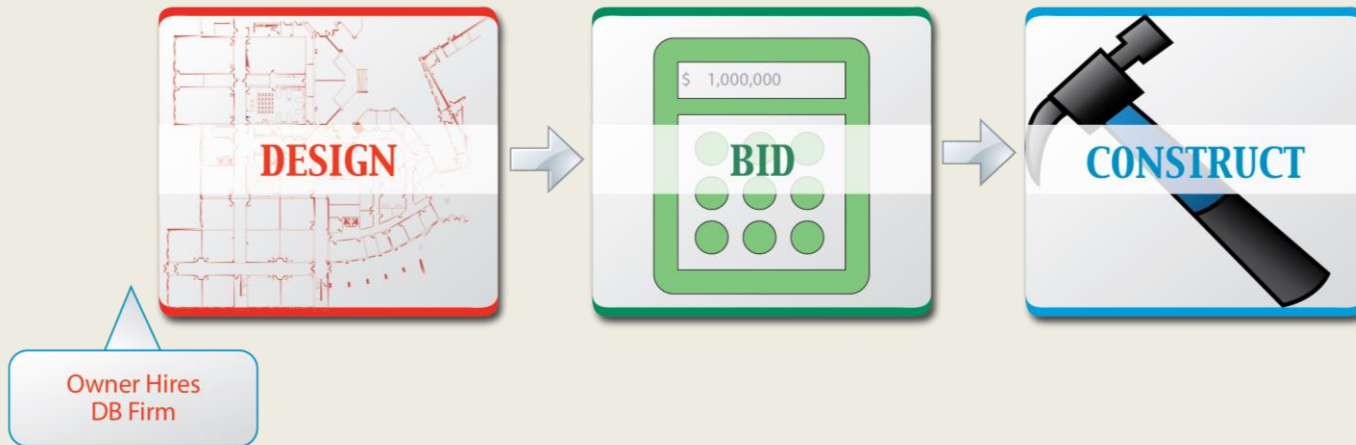 DESIGN
$ 1,000,000
BID
CONSTRUCT
Owner Hires
DB Firm